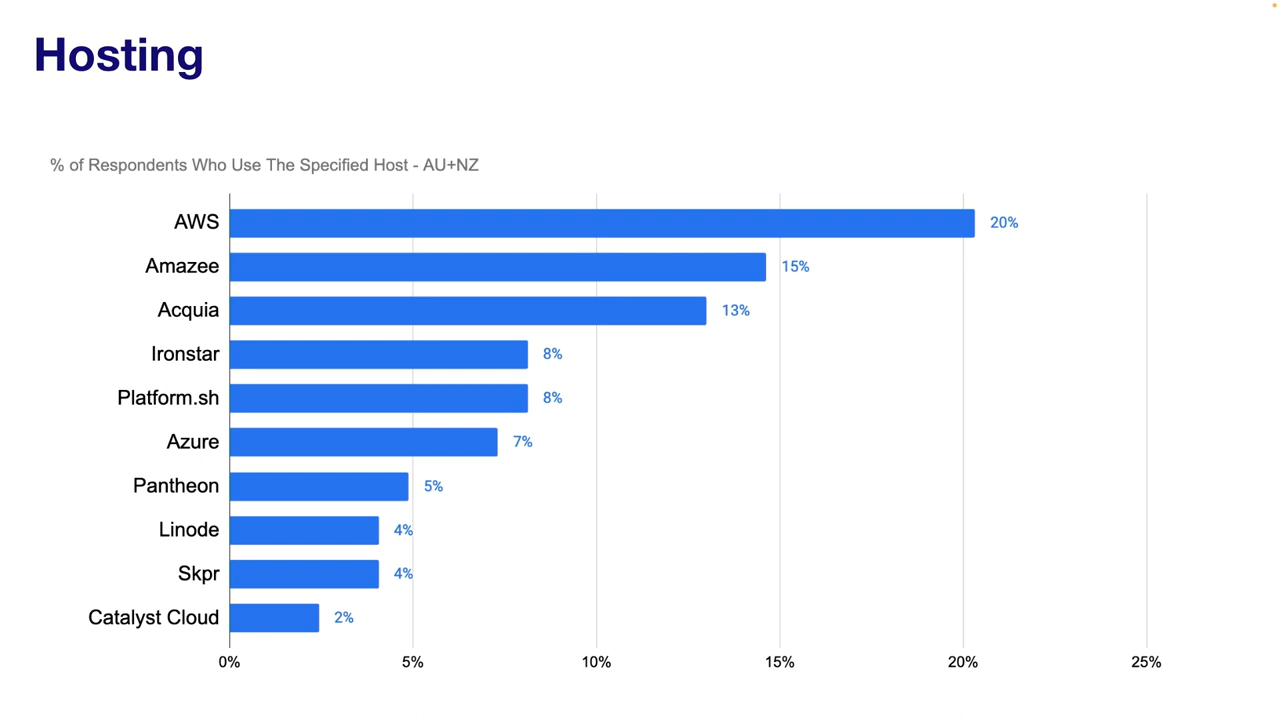 Hosting
% of Respondents Who Use The Specified Host - AU+NZ
AWS 20%
Amazee 15%
Acquia 13%
Ironstar 8%
Platform.sh 8%
Azure 7%
Pantheon 5%
Linode 4%
Skpr 4%
Catalyst Cloud 2%
0% 5% 10% 15% 20% 25%